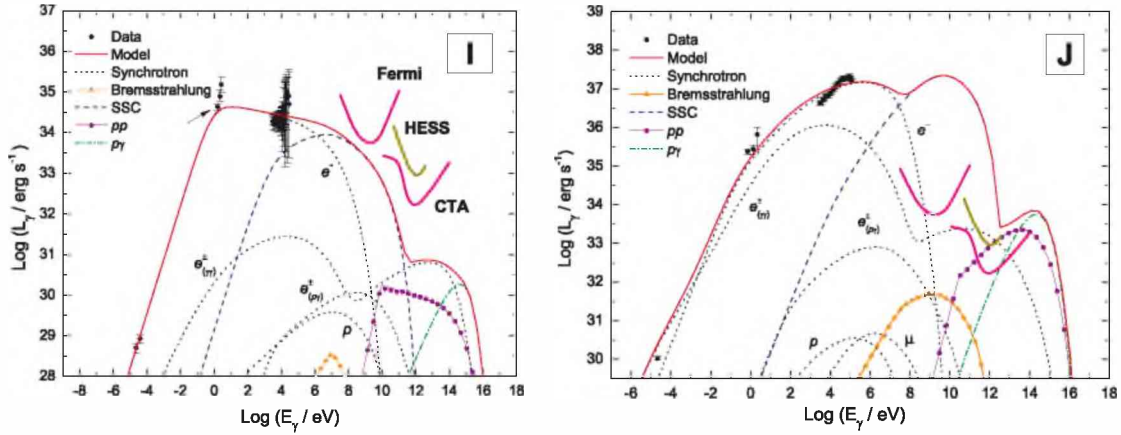 I
Data
Model
Synchrotron
Bremsstrahlung
SSC
pp
pγ
Fermi
HESS
CTA
e⁻
e±(γγ)
e±(pγ)
p
37
36
35
34
33
32
31
30
29
28
Log (Lγ / erg s⁻¹)
-8 -6 -4 -2 0 2 4 6 8 10 12 14 16 18
Log (Eγ / eV)
J
Data
Model
Synchrotron
Bremsstrahlung
SSC
pp
pγ
e⁻
e±(γγ)
e±(pγ)
p
μ
39
38
37
36
35
34
33
32
31
30
Log (Lγ / erg s⁻¹)
-6 -4 -2 0 2 4 6 8 10 12 14 16 18
Log (Eγ / eV)